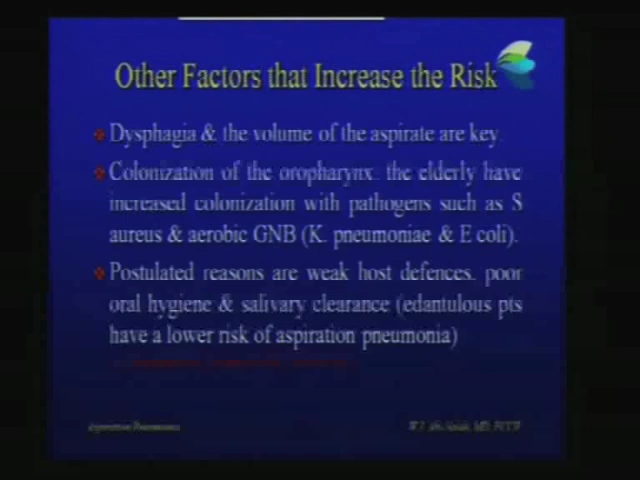 Other Factors that Increase the Risk
Dysphagia & the volume of the aspirate are key.
Colonization of the oropharynx: the elderly have
increased colonization with pathogens such as S
aureus & aerobic GNB (K. pneumoniae & E coli).
Postulated reasons are weak host defences, poor
oral hygiene & salivary clearance (edantulous pts
have a lower risk of aspiration pneumonia)
Aspiration Pneumonia